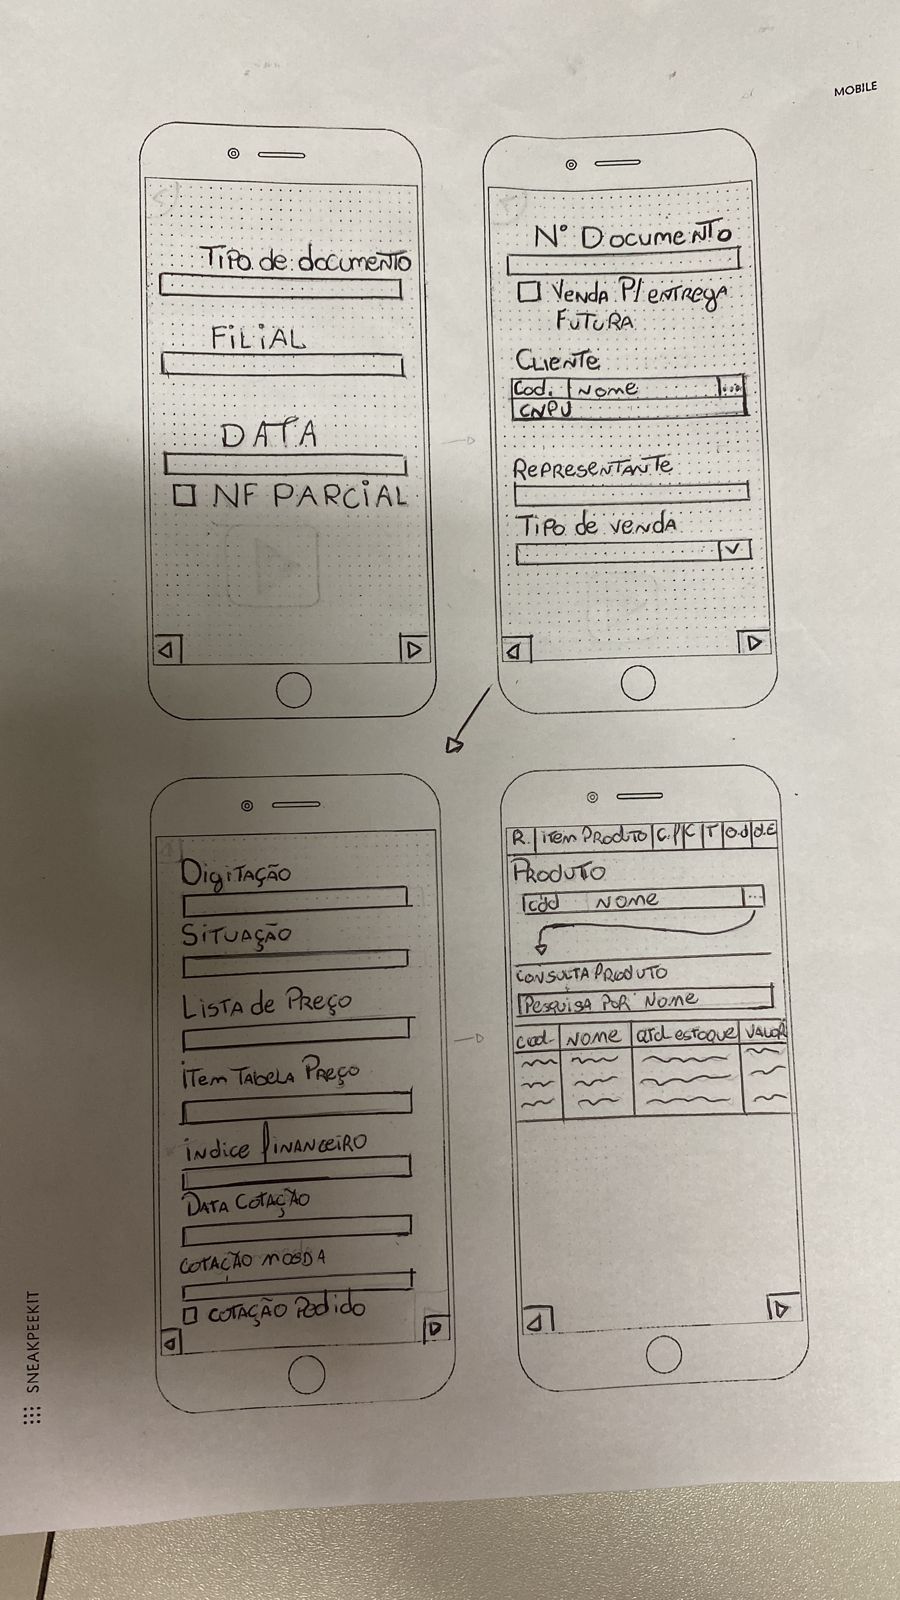 MOBILE
Tipo de documento
FiLiAL
DATA
NF PARCiAL
N° Documento
Venda P/ entrega
Futura
Cliente
Cod. Nome ...
CNPJ
Representante
Tipo de venda
Digitação
Situação
Lista de Preço
item Tabela Preço
indice financeiro
Data Cotação
cotação moeda
cotação Pedido
R. item Produto C.P C T O.d d.E
Produto
cód Nome ...
consulta Produto
Pesquisa por Nome
cod. Nome qtd estoque valor
SNEAKPEEKIT